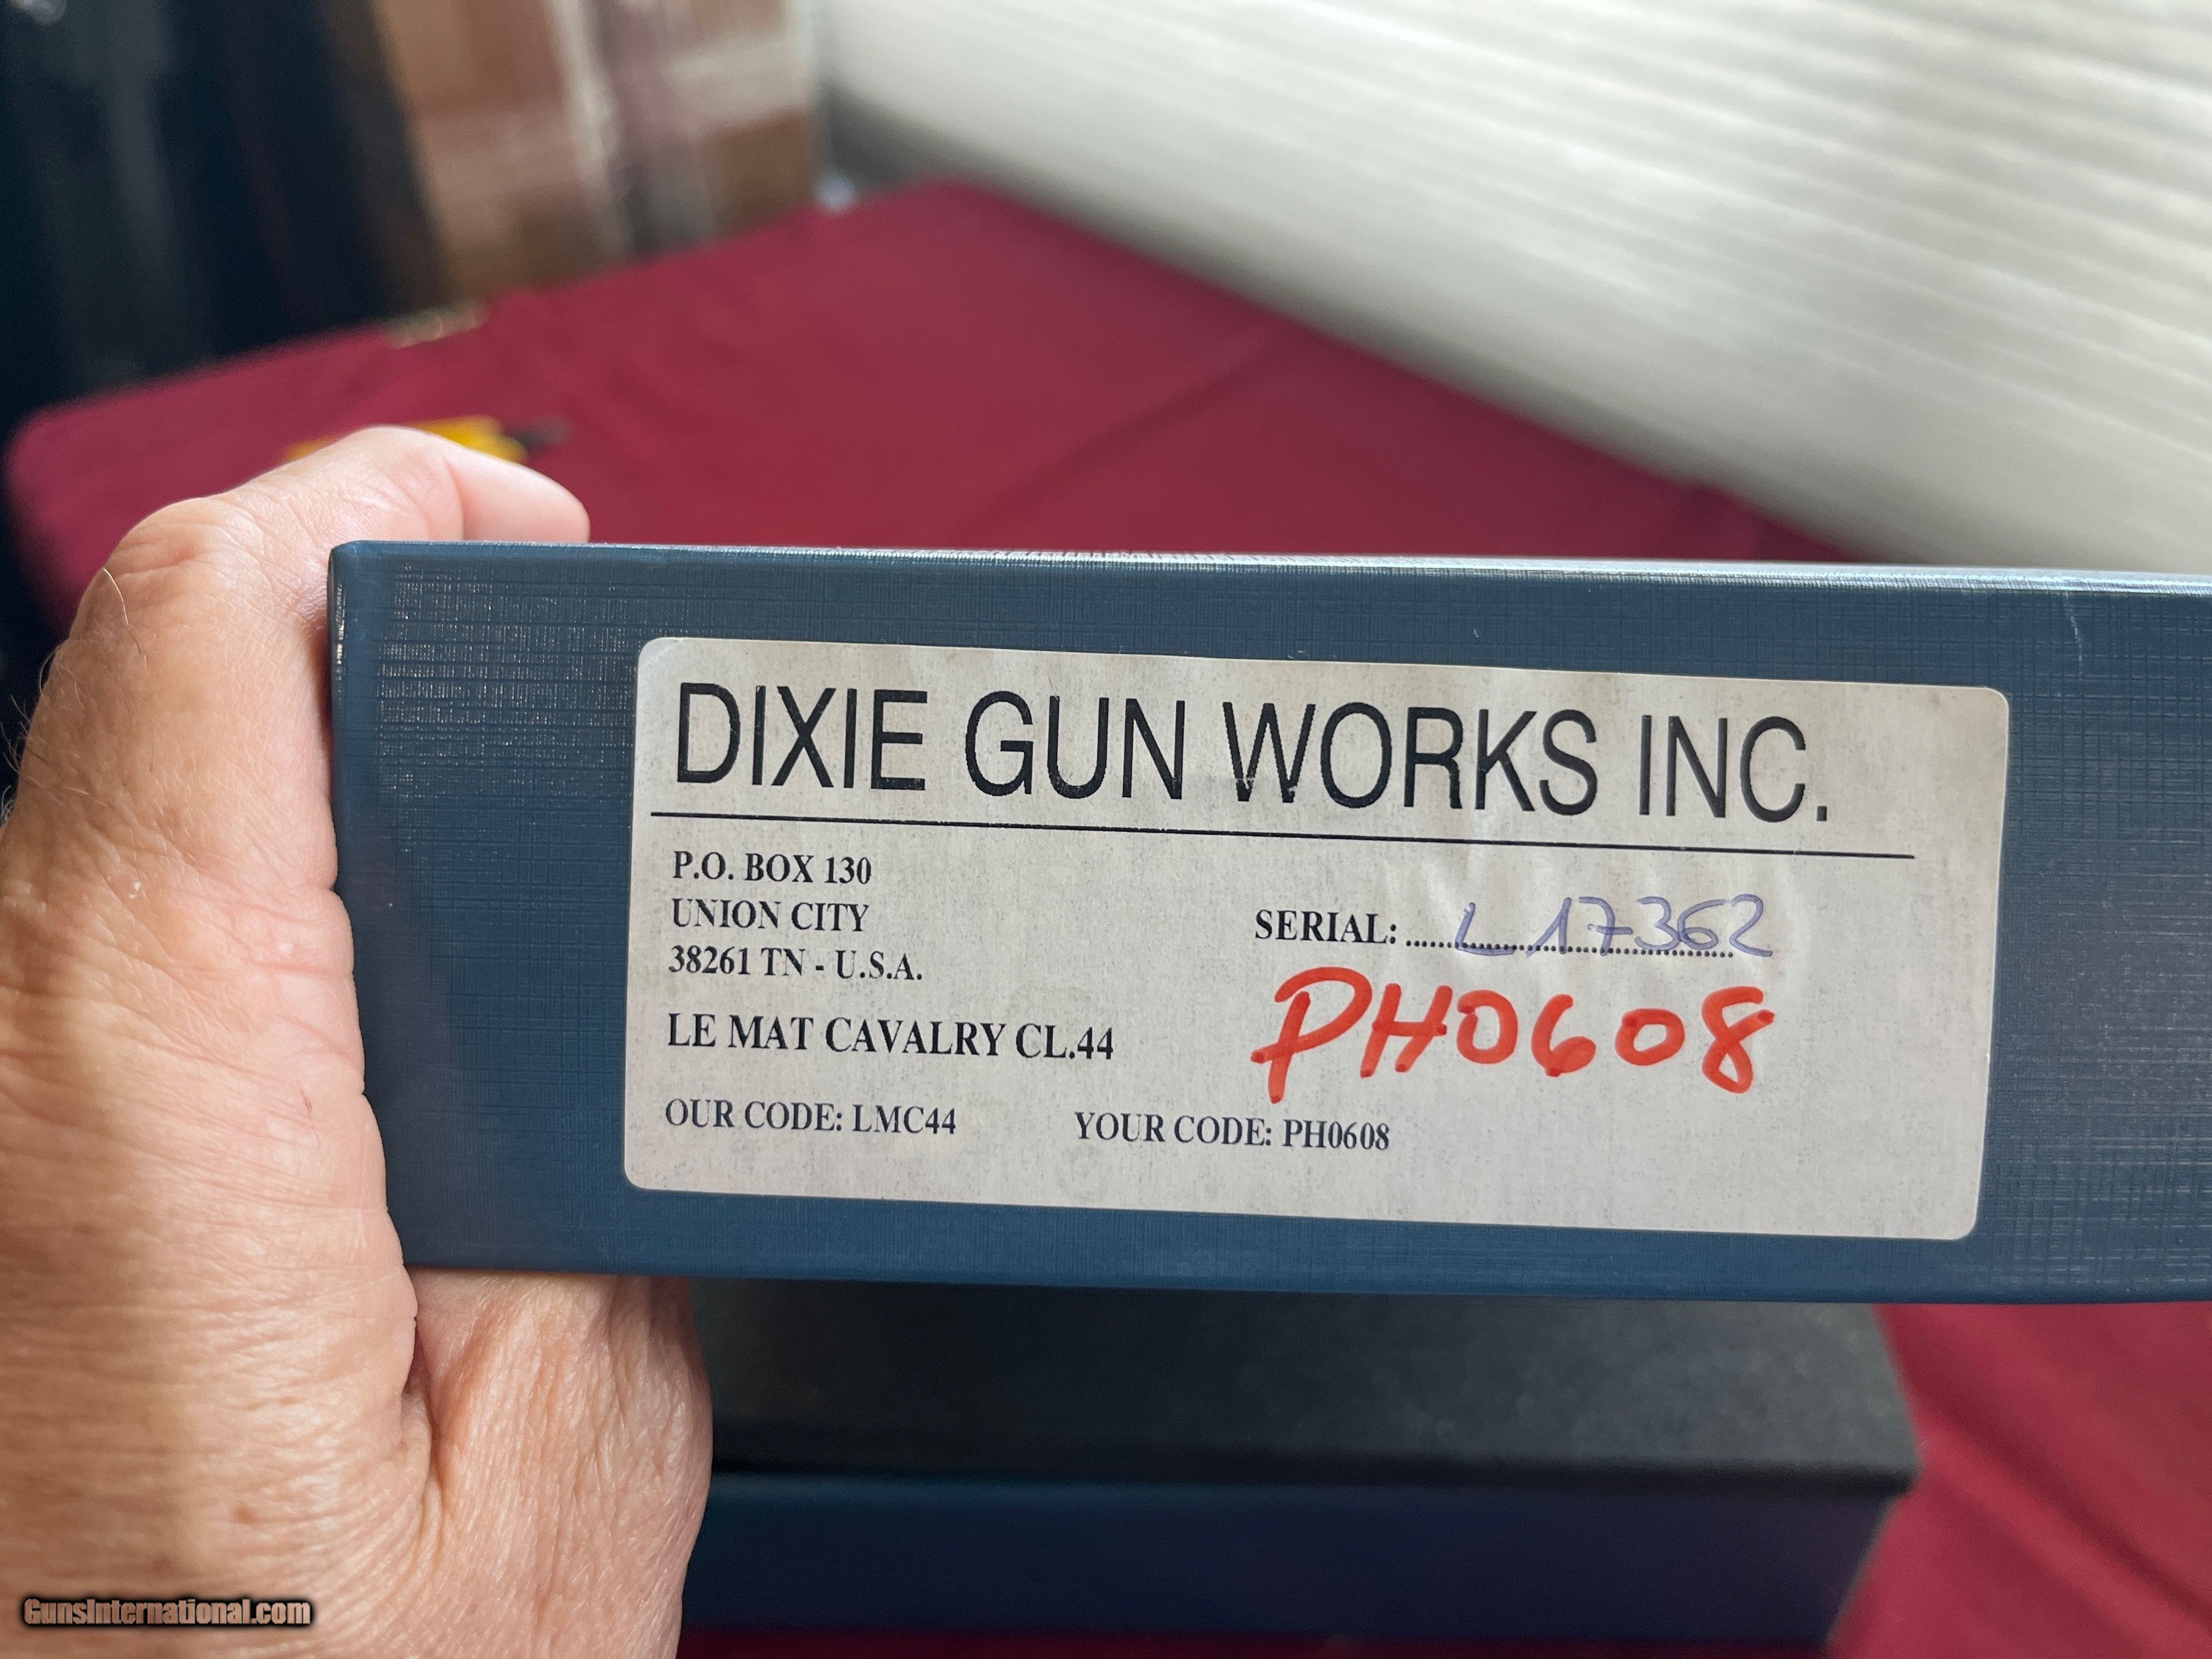 DIXIE GUN WORKS INC.
P.O. BOX 130
UNION CITY
38261 TN - U.S.A.
SERIAL: L17362
PH0608
LE MAT CAVALRY CL.44
OUR CODE: LMC44 YOUR CODE: PH0608
GunsInternational.com